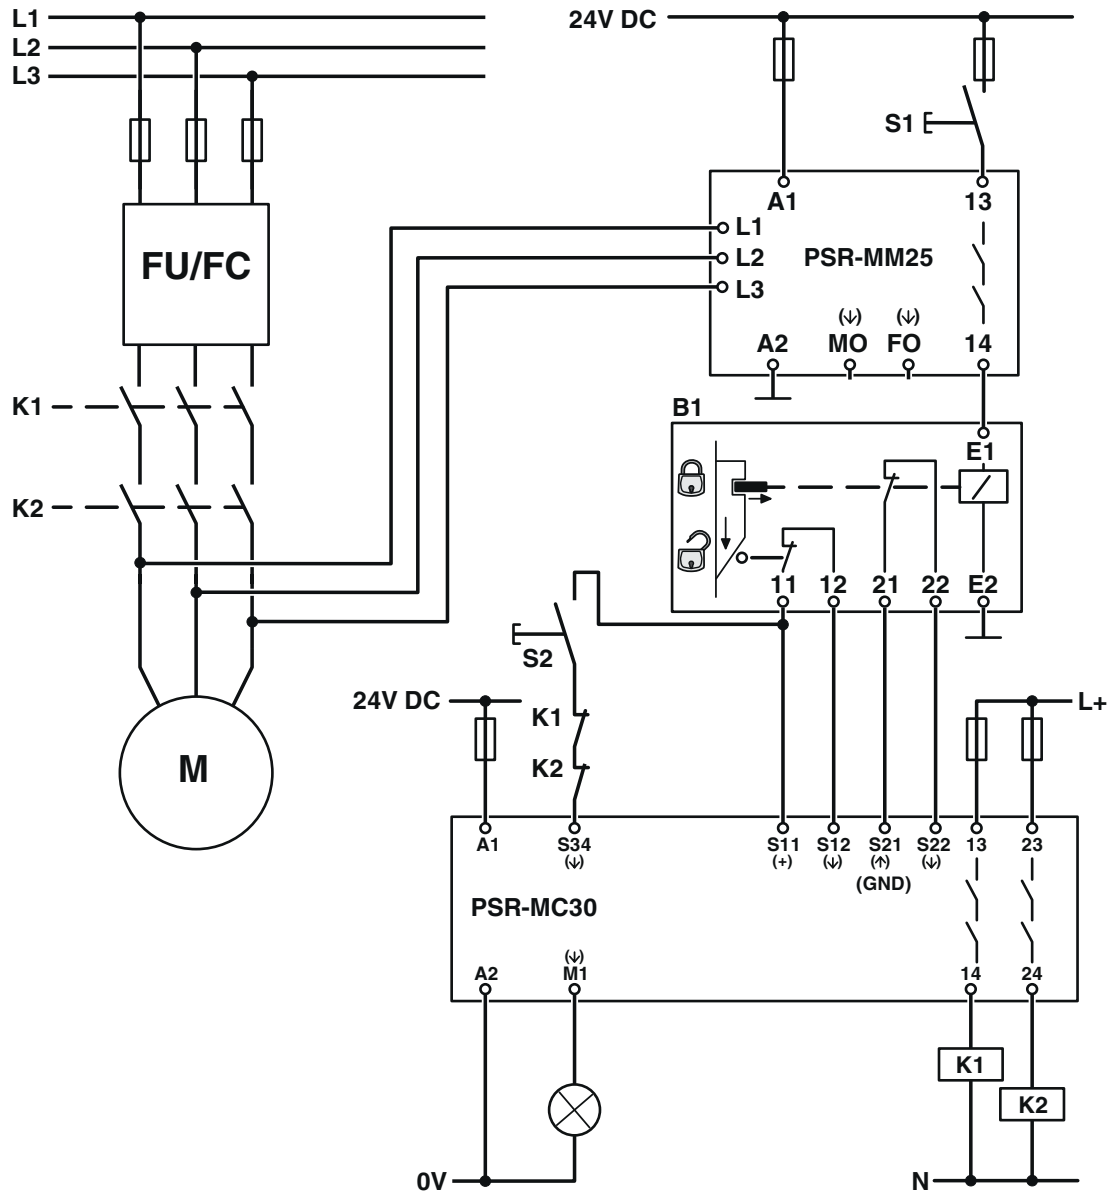 L1
24V DC
L2
L3
S1
A1
13
L1
L2
PSR-MM25
L3
FU/FC
A2
MO
FO
14
K1
B1
E1
K2
11
12
21
22
E2
S2
24V DC
K1
L+
K2
M
A1
S34
S11
S12
S21
S22
13
23
(+)
(GND)
PSR-MC30
A2
M1
14
24
K1
K2
0V
N